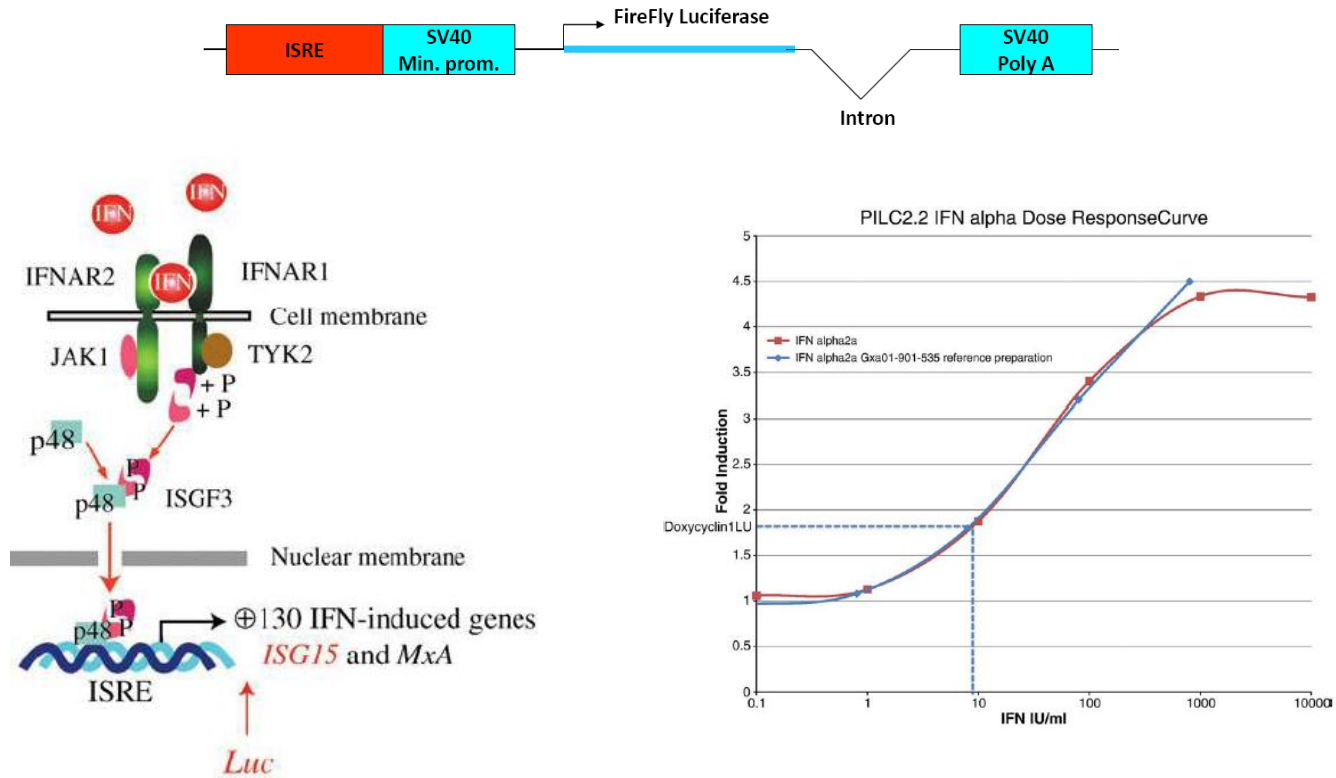 FireFly Luciferase
ISRE
SV40
Min. prom.
SV40
Poly A
Intron
IFN
IFN
IFNAR2
IFN
IFNAR1
Cell membrane
JAK1
TYK2
+ P
+ P
p48
P
P
p48
ISGF3
Nuclear membrane
P
P
p48
⊕130 IFN-induced genes
ISG15 and MxA
ISRE
Luc
PILC2.2 IFN alpha Dose ResponseCurve
5
4.5
4
3.5
3
2.5
2
1.5
1
0.5
0
Fold Induction
Doxycyclin1LU
IFN alpha2a
IFN alpha2a Gxa01-901-535 reference preparation
0.1
1
10
100
1000
10000
IFN IU/ml